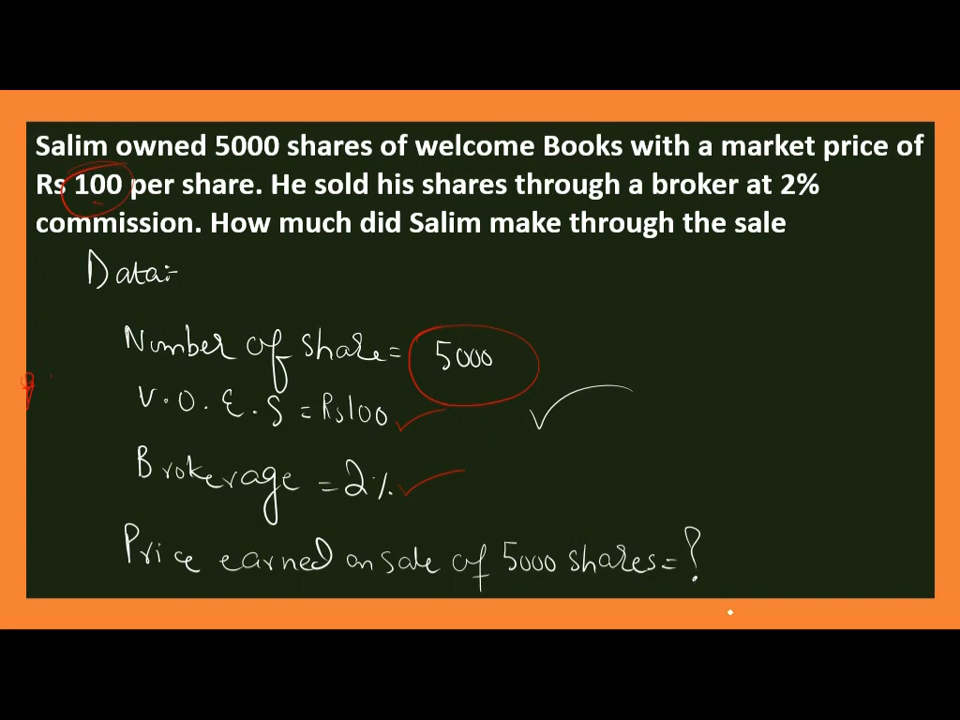 Salim owned 5000 shares of welcome Books with a market price of
Rs 100 per share. He sold his shares through a broker at 2%
commission. How much did Salim make through the sale
Data:-
Number of share = 5000
V.O.E.S = Rs100
Brokerage = 2%
Price earned on sale of 5000 shares = ?